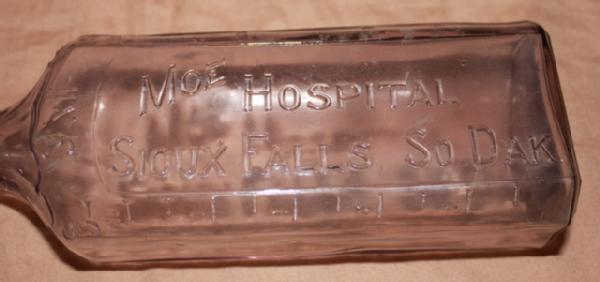 Moe Hospital
Sioux Falls, So Dak